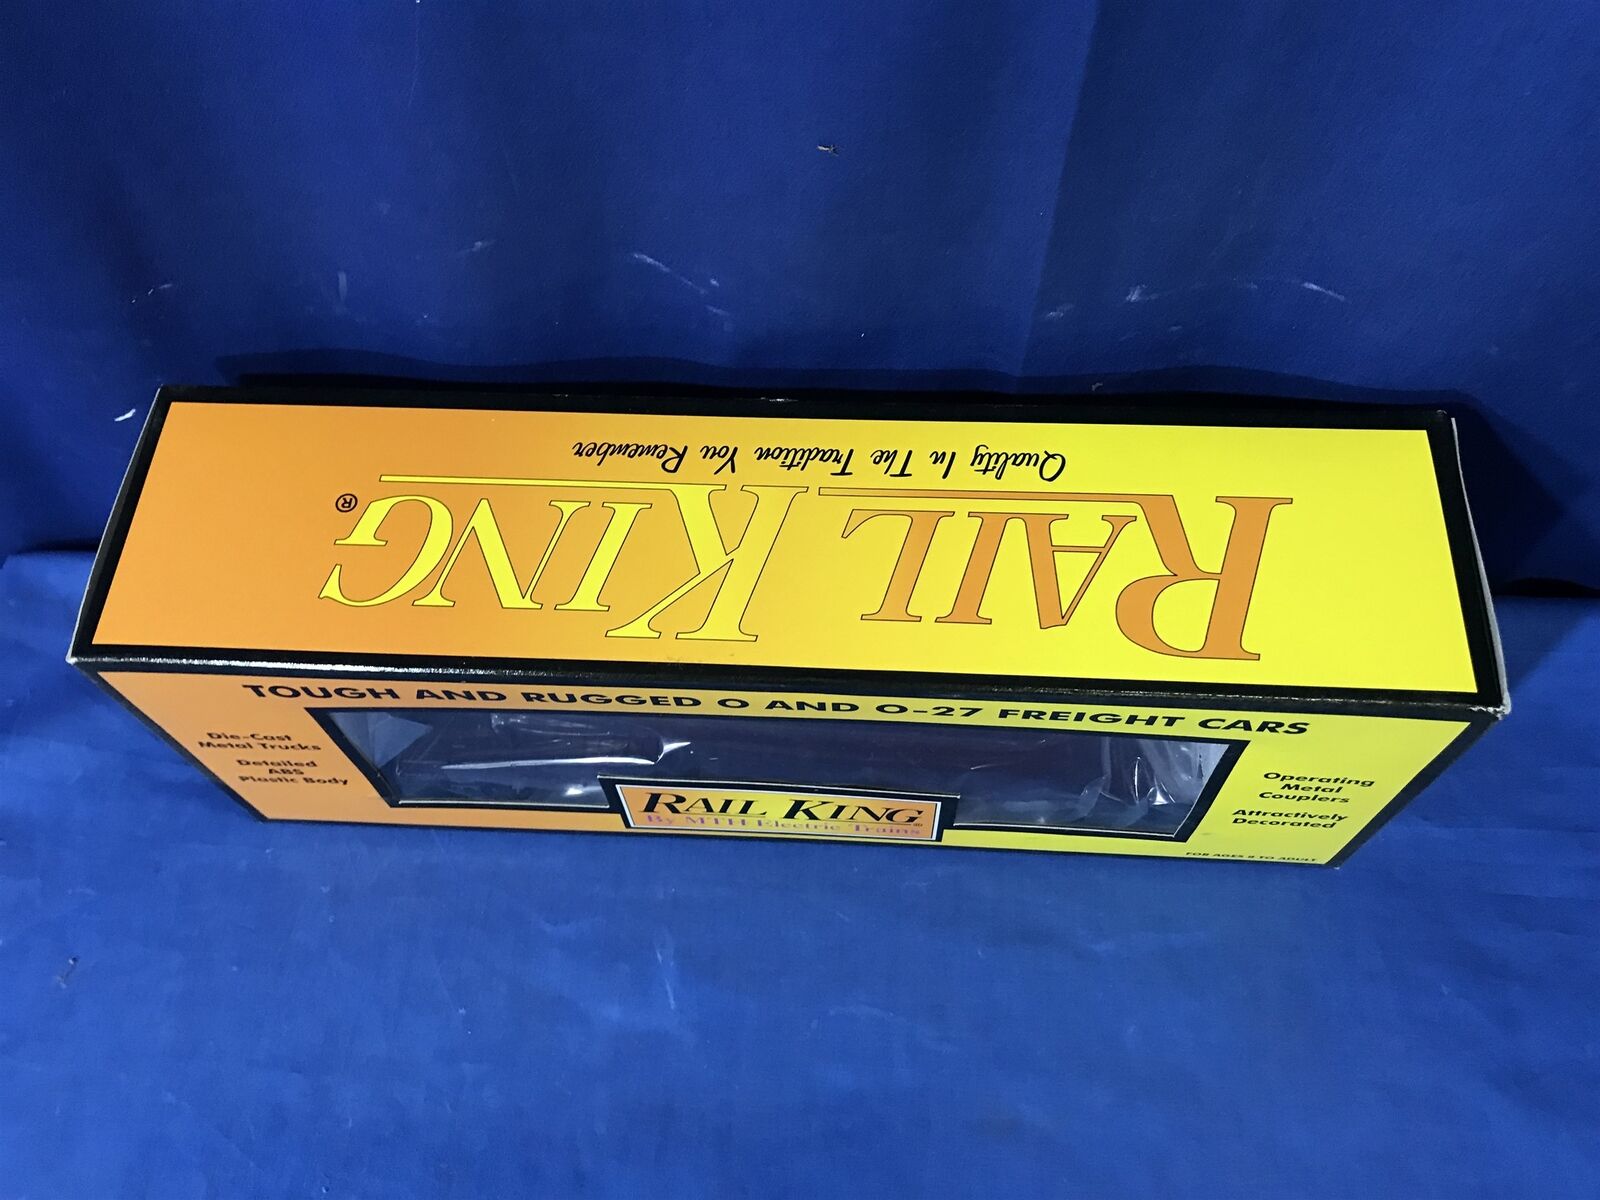 Quality In The Tradition You Remember
RAIL KING®
TOUGH AND RUGGED O AND O-27 FREIGHT CARS
Die-Cast
Metal Trucks
Detailed
ABS
Plastic Body
RAIL KING®
By MTH Electric Trains
Operating
Metal
Couplers
Attractively
Decorated
FOR AGES 8 TO ADULT